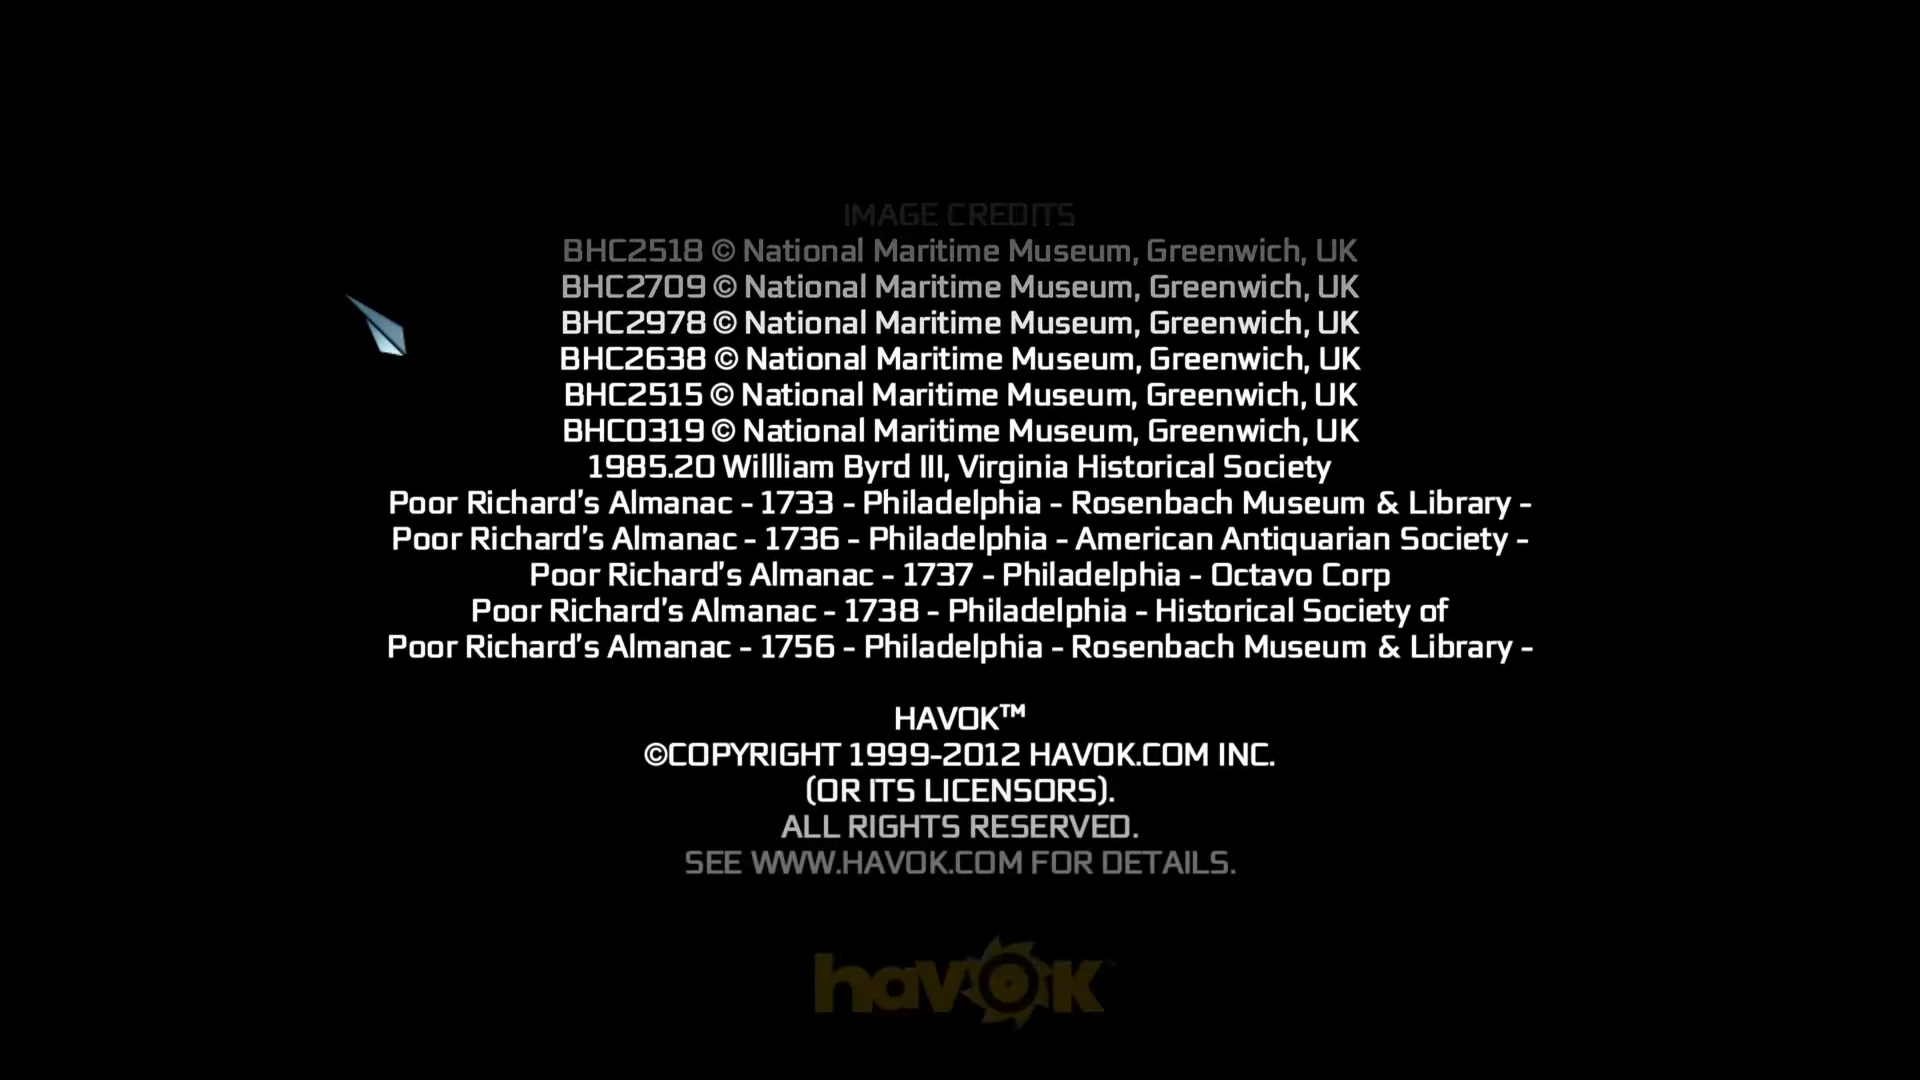 IMAGE CREDITS
BHC2518 © National Maritime Museum, Greenwich, UK
BHC2709 © National Maritime Museum, Greenwich, UK
BHC2978 © National Maritime Museum, Greenwich, UK
BHC2638 © National Maritime Museum, Greenwich, UK
BHC2515 © National Maritime Museum, Greenwich, UK
BHC0319 © National Maritime Museum, Greenwich, UK
1985.20 Willliam Byrd III, Virginia Historical Society
Poor Richard's Almanac - 1733 - Philadelphia - Rosenbach Museum & Library -
Poor Richard's Almanac - 1736 - Philadelphia - American Antiquarian Society -
Poor Richard's Almanac - 1737 - Philadelphia - Octavo Corp
Poor Richard's Almanac - 1738 - Philadelphia - Historical Society of
Poor Richard's Almanac - 1756 - Philadelphia - Rosenbach Museum & Library -
HAVOK™
©COPYRIGHT 1999-2012 HAVOK.COM INC.
(OR ITS LICENSORS).
ALL RIGHTS RESERVED.
SEE WWW.HAVOK.COM FOR DETAILS.
havok™